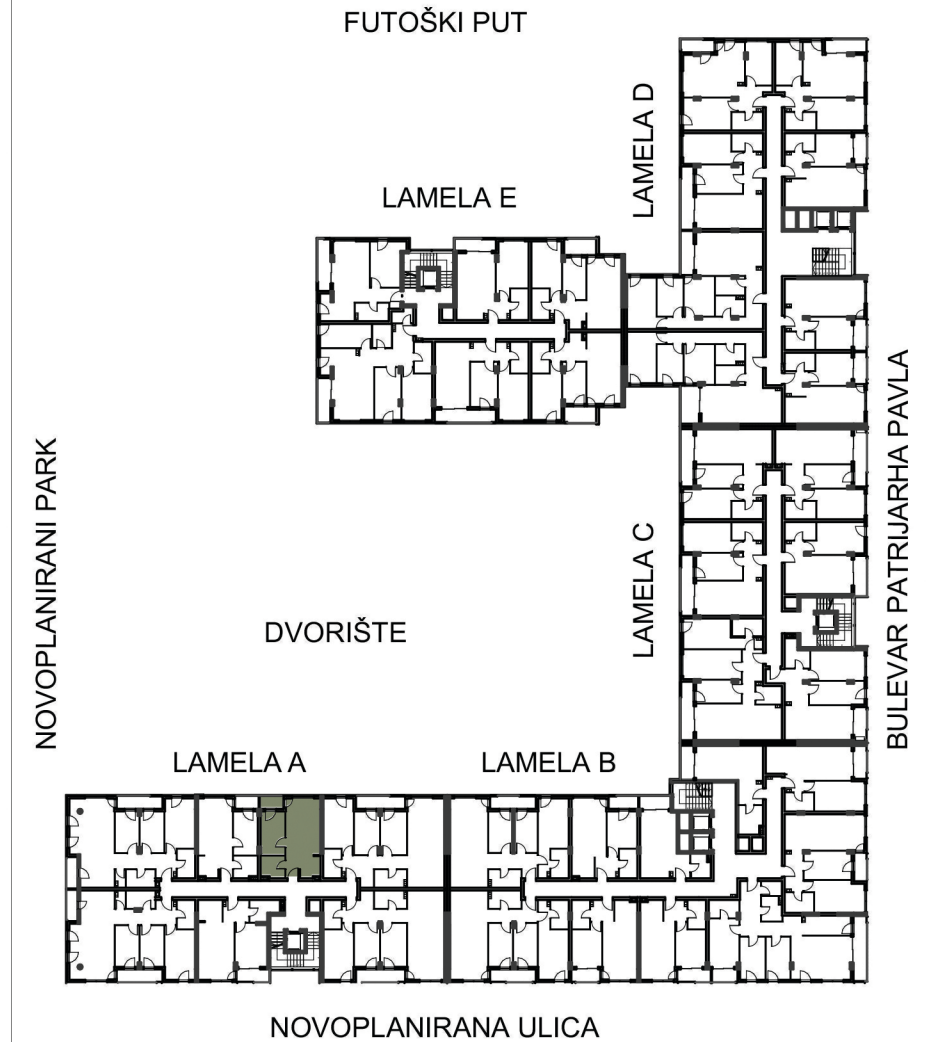 FUTOŠKI PUT
LAMELA D
LAMELA E
BULEVAR PATRIJARHA PAVLA
NOVOPLANIRANI PARK
LAMELA C
DVORIŠTE
LAMELA A
LAMELA B
NOVOPLANIRANA ULICA